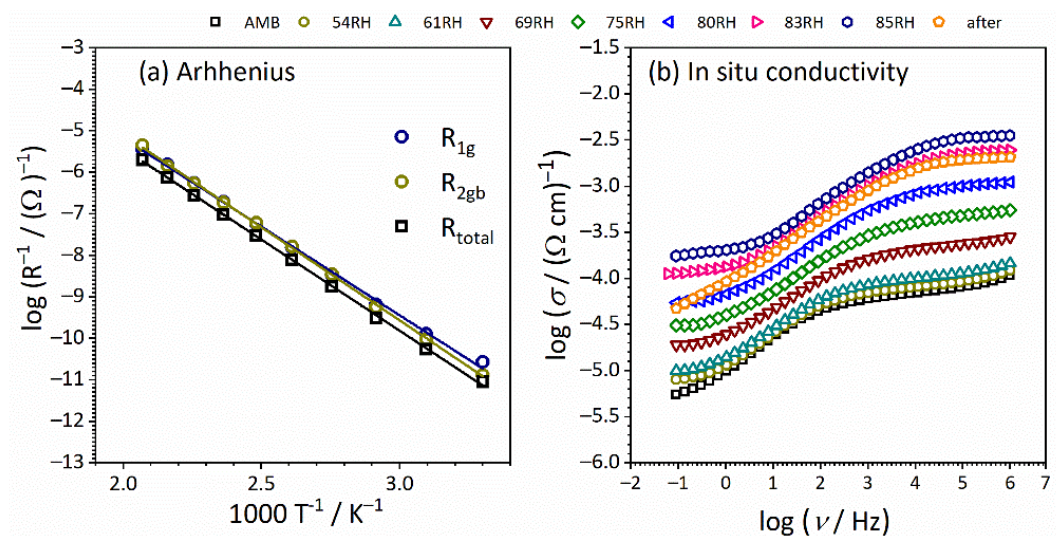 AMB 54RH 61RH 69RH 75RH 80RH 83RH 85RH after
(a) Arhhenius
R1g
R2gb
Rtotal
log (R⁻¹ / (Ω)⁻¹)
−3
−4
−5
−6
−7
−8
−9
−10
−11
−12
−13
2.0 2.5 3.0
1000 T⁻¹ / K⁻¹
(b) In situ conductivity
log (σ / (Ω cm)⁻¹
−1.5
−2.0
−2.5
−3.0
−3.5
−4.0
−4.5
−5.0
−5.5
−6.0
−2 −1 0 1 2 3 4 5 6 7
log (ν / Hz)